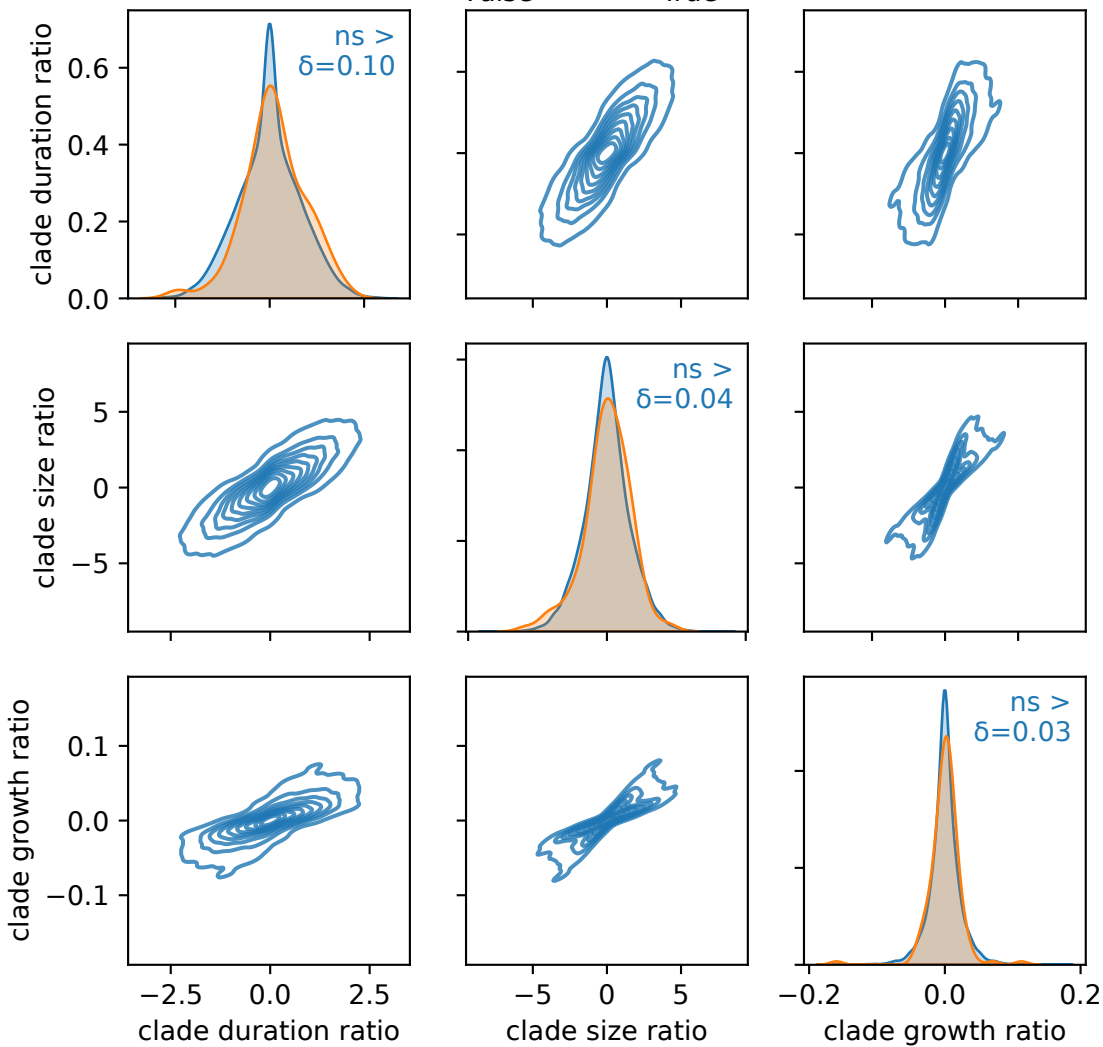 clade duration ratio
0.6
0.4
0.2
0.0
ns >
δ=0.10
clade size ratio
5
0
−5
ns >
δ=0.04
clade growth ratio
0.1
0.0
−0.1
ns >
δ=0.03
−2.5 0.0 2.5
−5 0 5
−0.2 0.0 0.2
clade duration ratio
clade size ratio
clade growth ratio